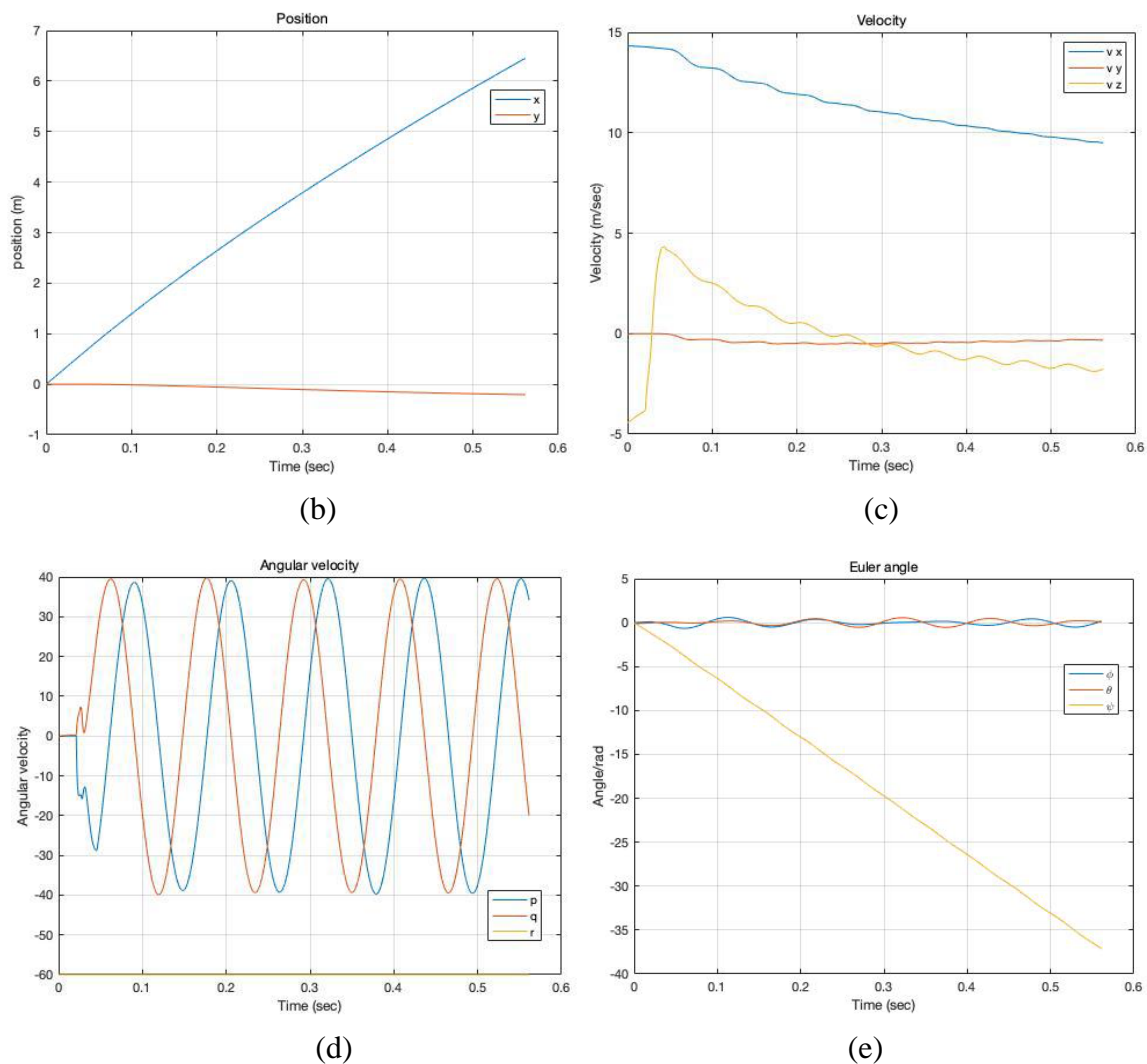 Position
7
6
5
4
3
2
1
0
-1
position (m)
x
y
0 0.1 0.2 0.3 0.4 0.5 0.6
Time (sec)
(b)
Velocity
15
10
5
0
-5
Velocity (m/sec)
v x
v y
v z
0 0.1 0.2 0.3 0.4 0.5 0.6
Time (sec)
(c)
Angular velocity
40
30
20
10
0
-10
-20
-30
-40
-50
-60
Angular velocity
p
q
r
0 0.1 0.2 0.3 0.4 0.5 0.6
Time (sec)
(d)
Euler angle
5
0
-5
-10
-15
-20
-25
-30
-35
-40
Angle/rad
ϕ
θ
ψ
0 0.1 0.2 0.3 0.4 0.5 0.6
Time (sec)
(e)